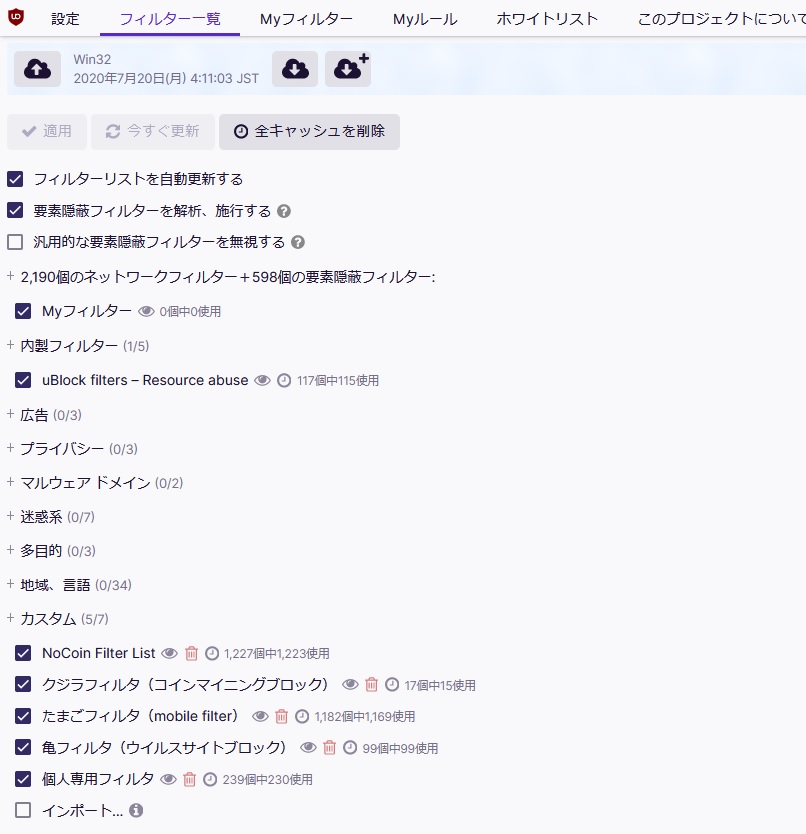 設定 フィルター一覧 Myフィルター Myルール ホワイトリスト このプロジェクトについて
Win32
2020年7月20日(月) 4:11:03 JST
適用 今すぐ更新 全キャッシュを削除
フィルターリストを自動更新する
要素隠蔽フィルターを解析、施行する
汎用的な要素隠蔽フィルターを無視する
2,190個のネットワークフィルター＋598個の要素隠蔽フィルター:
Myフィルター 0個中0使用
内製フィルター (1/5)
uBlock filters – Resource abuse 117個中115使用
広告 (0/3)
プライバシー (0/3)
マルウェア ドメイン (0/2)
迷惑系 (0/7)
多目的 (0/3)
地域、言語 (0/34)
カスタム (5/7)
NoCoin Filter List 1,227個中1,223使用
クジラフィルタ（コインマイニングブロック） 17個中15使用
たまごフィルタ（mobile filter） 1,182個中1,169使用
亀フィルタ（ウイルスサイトブロック） 99個中99使用
個人専用フィルタ 239個中230使用
インポート...